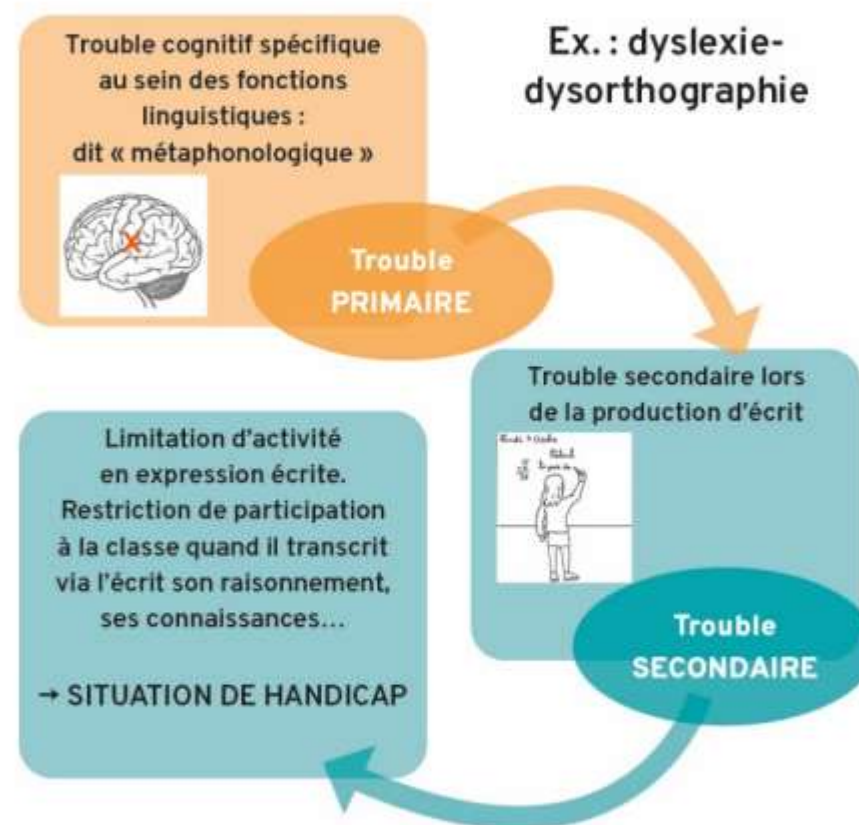 Trouble cognitif spécifique
au sein des fonctions
linguistiques :
dit « métaphonologique »
Ex. : dyslexie-
dysorthographie
Trouble
PRIMAIRE
Trouble secondaire lors
de la production d'écrit
Trouble
SECONDAIRE
Limitation d'activité
en expression écrite.
Restriction de participation
à la classe quand il transcrit
via l'écrit son raisonnement,
ses connaissances...
→ SITUATION DE HANDICAP